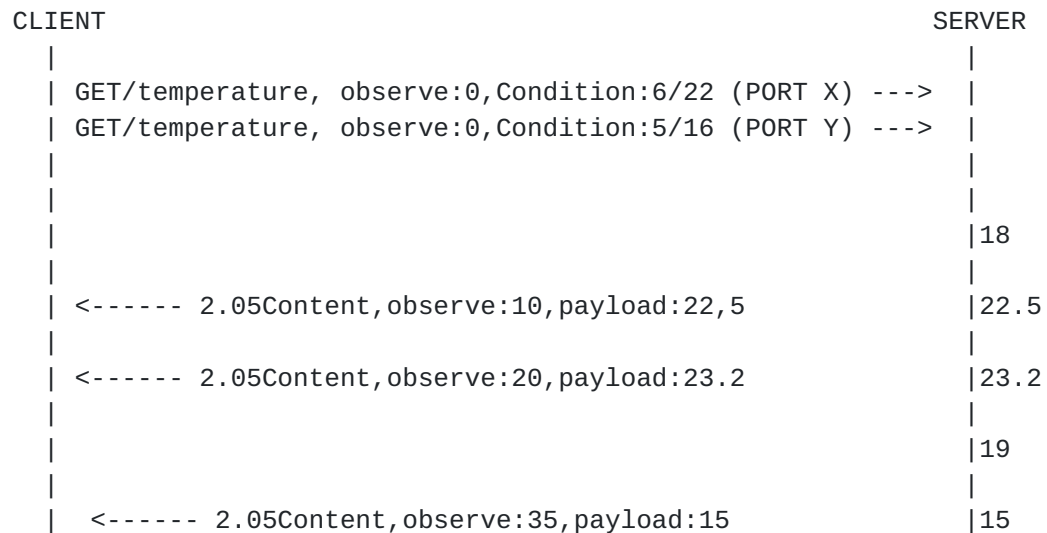 CLIENT SERVER
| |
| GET/temperature, observe:0,Condition:6/22 (PORT X) ---> |
| GET/temperature, observe:0,Condition:5/16 (PORT Y) ---> |
| |
| |
| |18
| |
| <------ 2.05Content,observe:10,payload:22,5 |22.5
| |
| <------ 2.05Content,observe:20,payload:23.2 |23.2
| |
| |19
| |
| <------ 2.05Content,observe:35,payload:15 |15